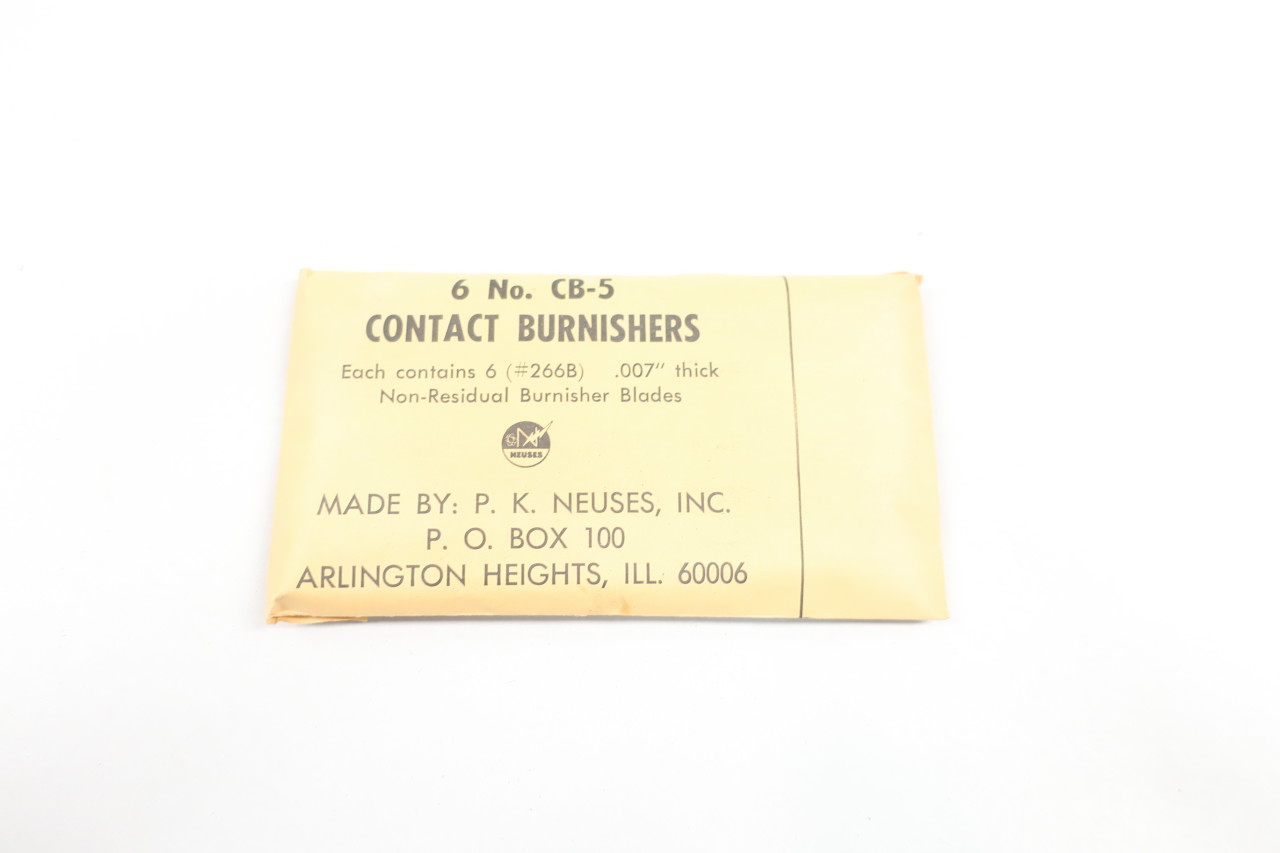 6 No. CB-5
CONTACT BURNISHERS
Each contains 6 (#266B) .007" thick
Non-Residual Burnisher Blades
NEUSES
MADE BY: P. K. NEUSES, INC.
P. O. BOX 100
ARLINGTON HEIGHTS, ILL. 60006